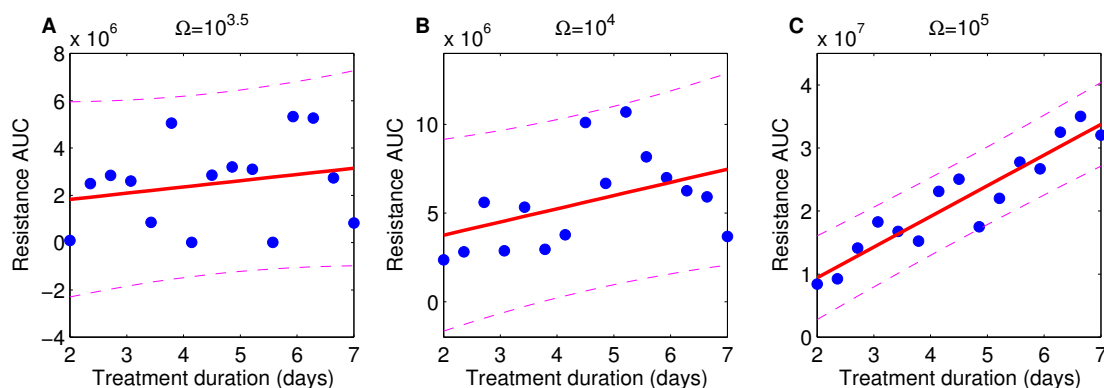 A
Ω=10^3.5
x 10^6
Resistance AUC
8
6
4
2
0
−2
−4
2 3 4 5 6 7
Treatment duration (days)
B
Ω=10^4
x 10^6
Resistance AUC
10
5
0
2 3 4 5 6 7
Treatment duration (days)
C
Ω=10^5
x 10^7
Resistance AUC
4
3
2
1
0
2 3 4 5 6 7
Treatment duration (days)